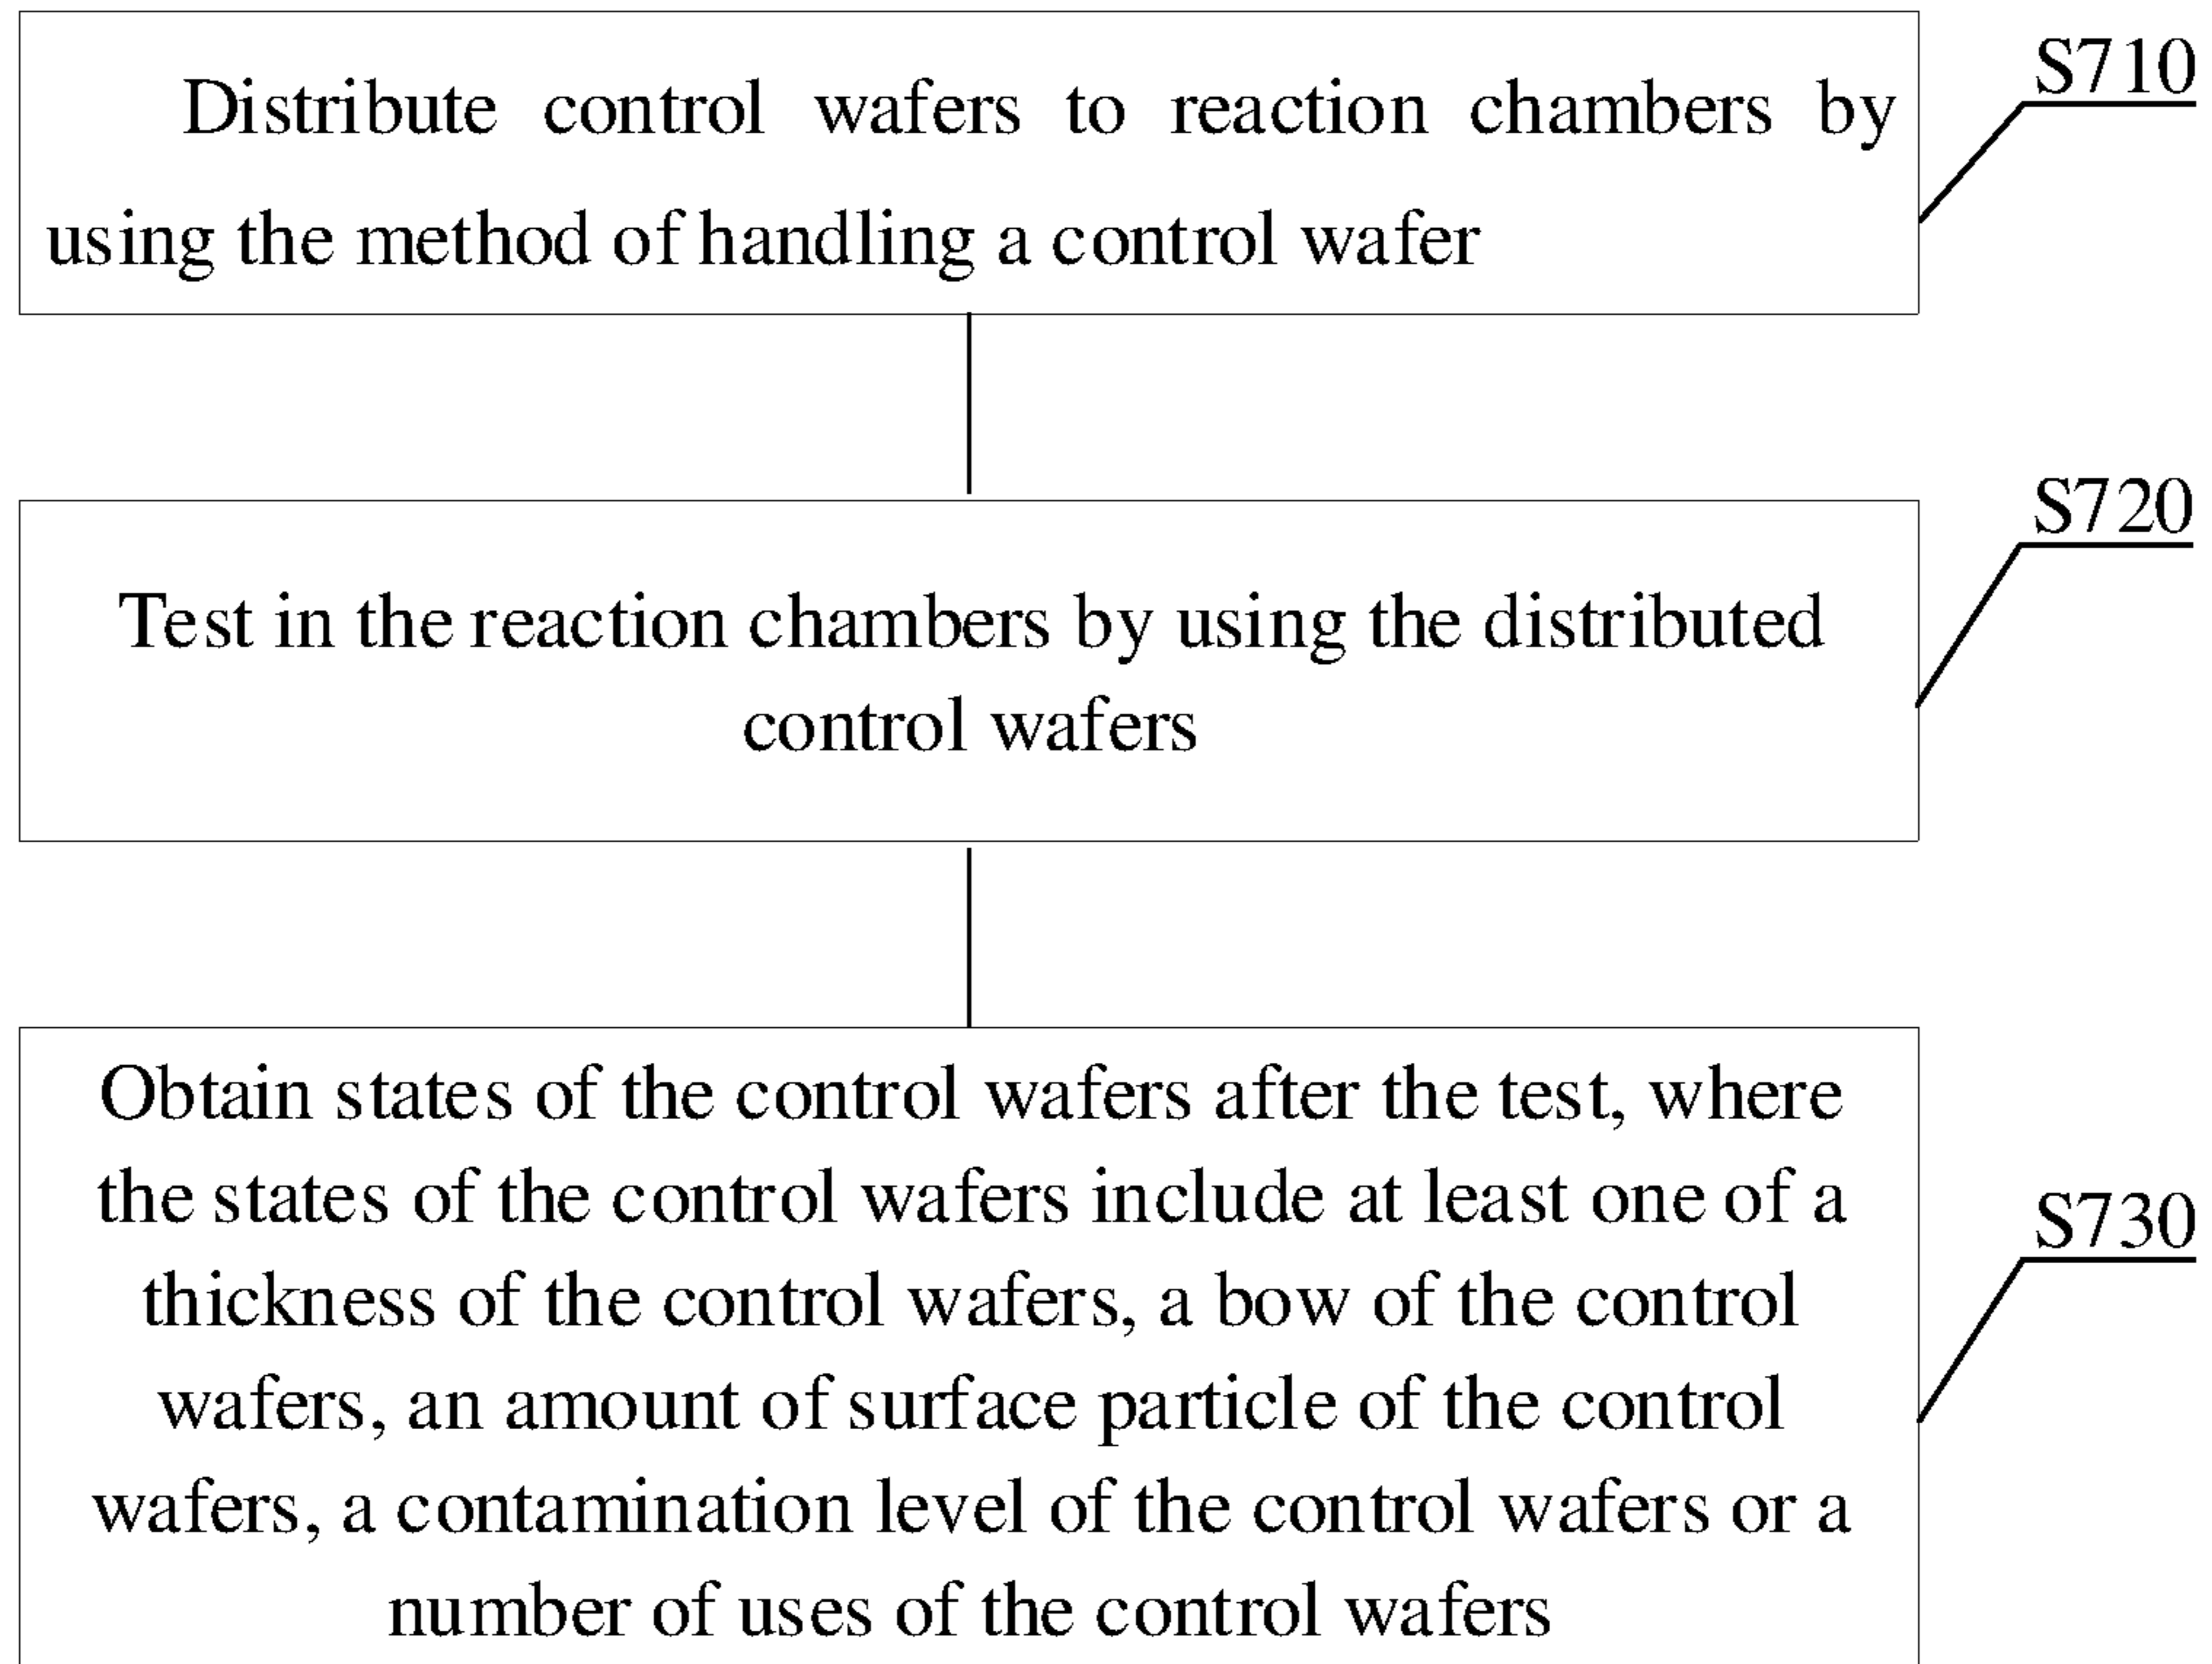 S710
Distribute control wafers to reaction chambers by
using the method of handling a control wafer
S720
Test in the reaction chambers by using the distributed
control wafers
Obtain states of the control wafers after the test, where
the states of the control wafers include at least one of a
S730
thickness of the control wafers, a bow of the control
wafers, an amount of surface particle of the control
wafers, a contamination level of the control wafers or a
number of uses of the control wafers